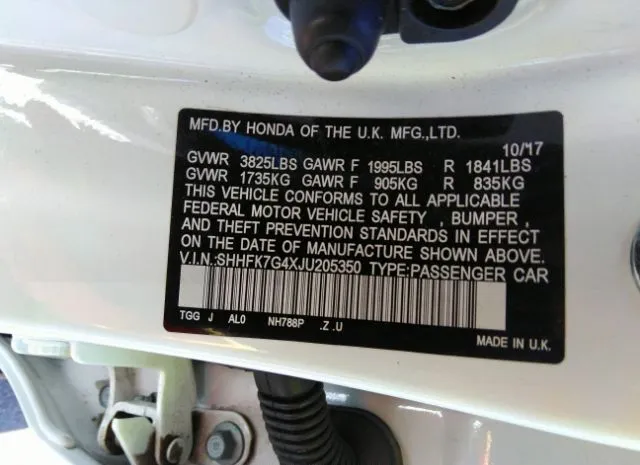 MFD.BY HONDA OF THE U.K. MFG.,LTD.
10/17
GVWR 3825LBS GAWR F 1995LBS R 1841LBS
GVWR 1735KG GAWR F 905KG R 835KG
THIS VEHICLE CONFORMS TO ALL APPLICABLE
FEDERAL MOTOR VEHICLE SAFETY , BUMPER ,
AND THEFT PREVENTION STANDARDS IN EFFECT
ON THE DATE OF MANUFACTURE SHOWN ABOVE.
V.I.N.:SHHFK7G4XJU205350 TYPE:PASSENGER CAR
TGG J AL0 NH788P .Z .U
MADE IN U.K.